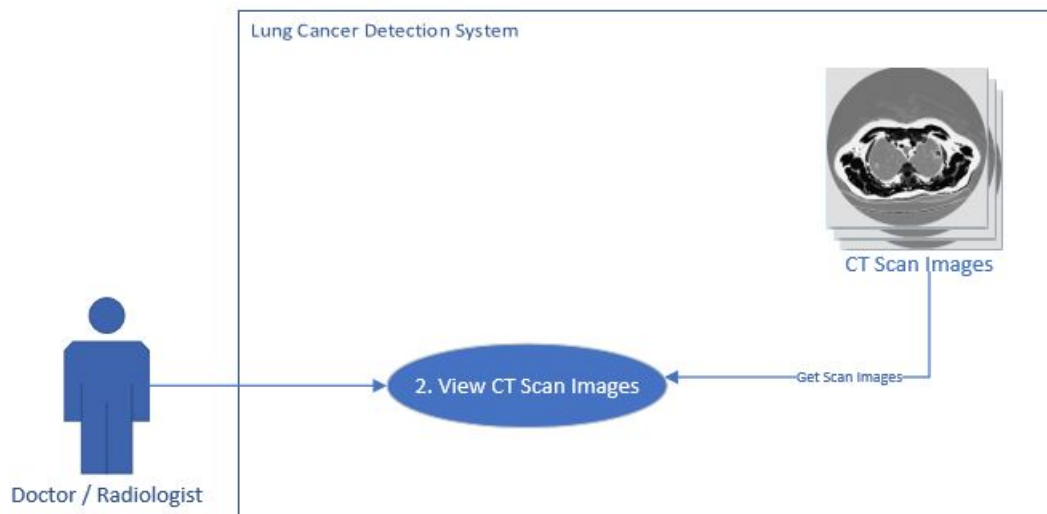 Lung Cancer Detection System
CT Scan Images
2. View CT Scan Images
Get Scan Images
Doctor / Radiologist